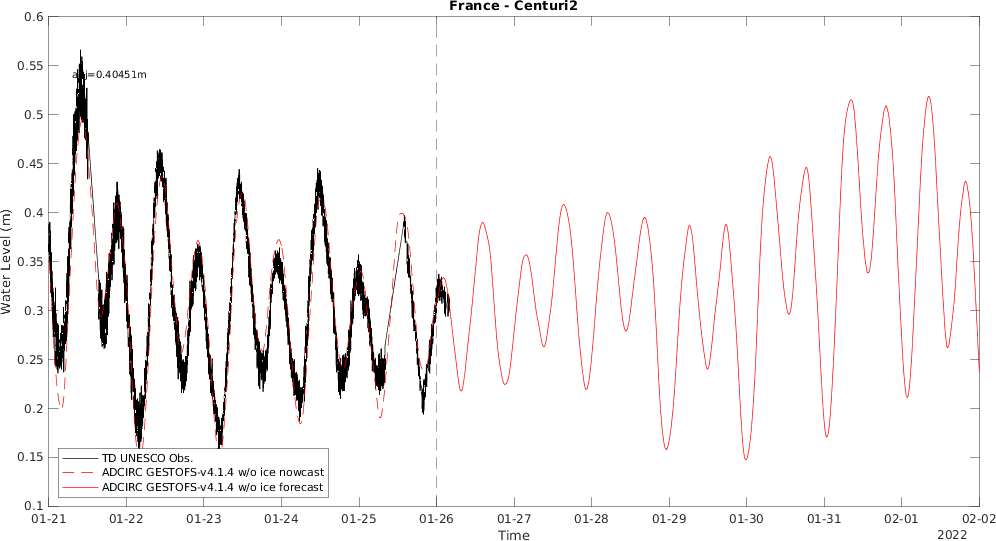 France - Centuri2
0.6
0.55
0.5
0.45
0.4
0.35
0.3
0.25
0.2
0.15
0.1
Water Level (m)
=0.40451m
TD UNESCO Obs.
ADCIRC GESTOFS-v4.1.4 w/o ice nowcast
ADCIRC GESTOFS-v4.1.4 w/o ice forecast
01-21 01-22 01-23 01-24 01-25 01-26 01-27 01-28 01-29 01-30 01-31 02-01 02-02
Time
2022